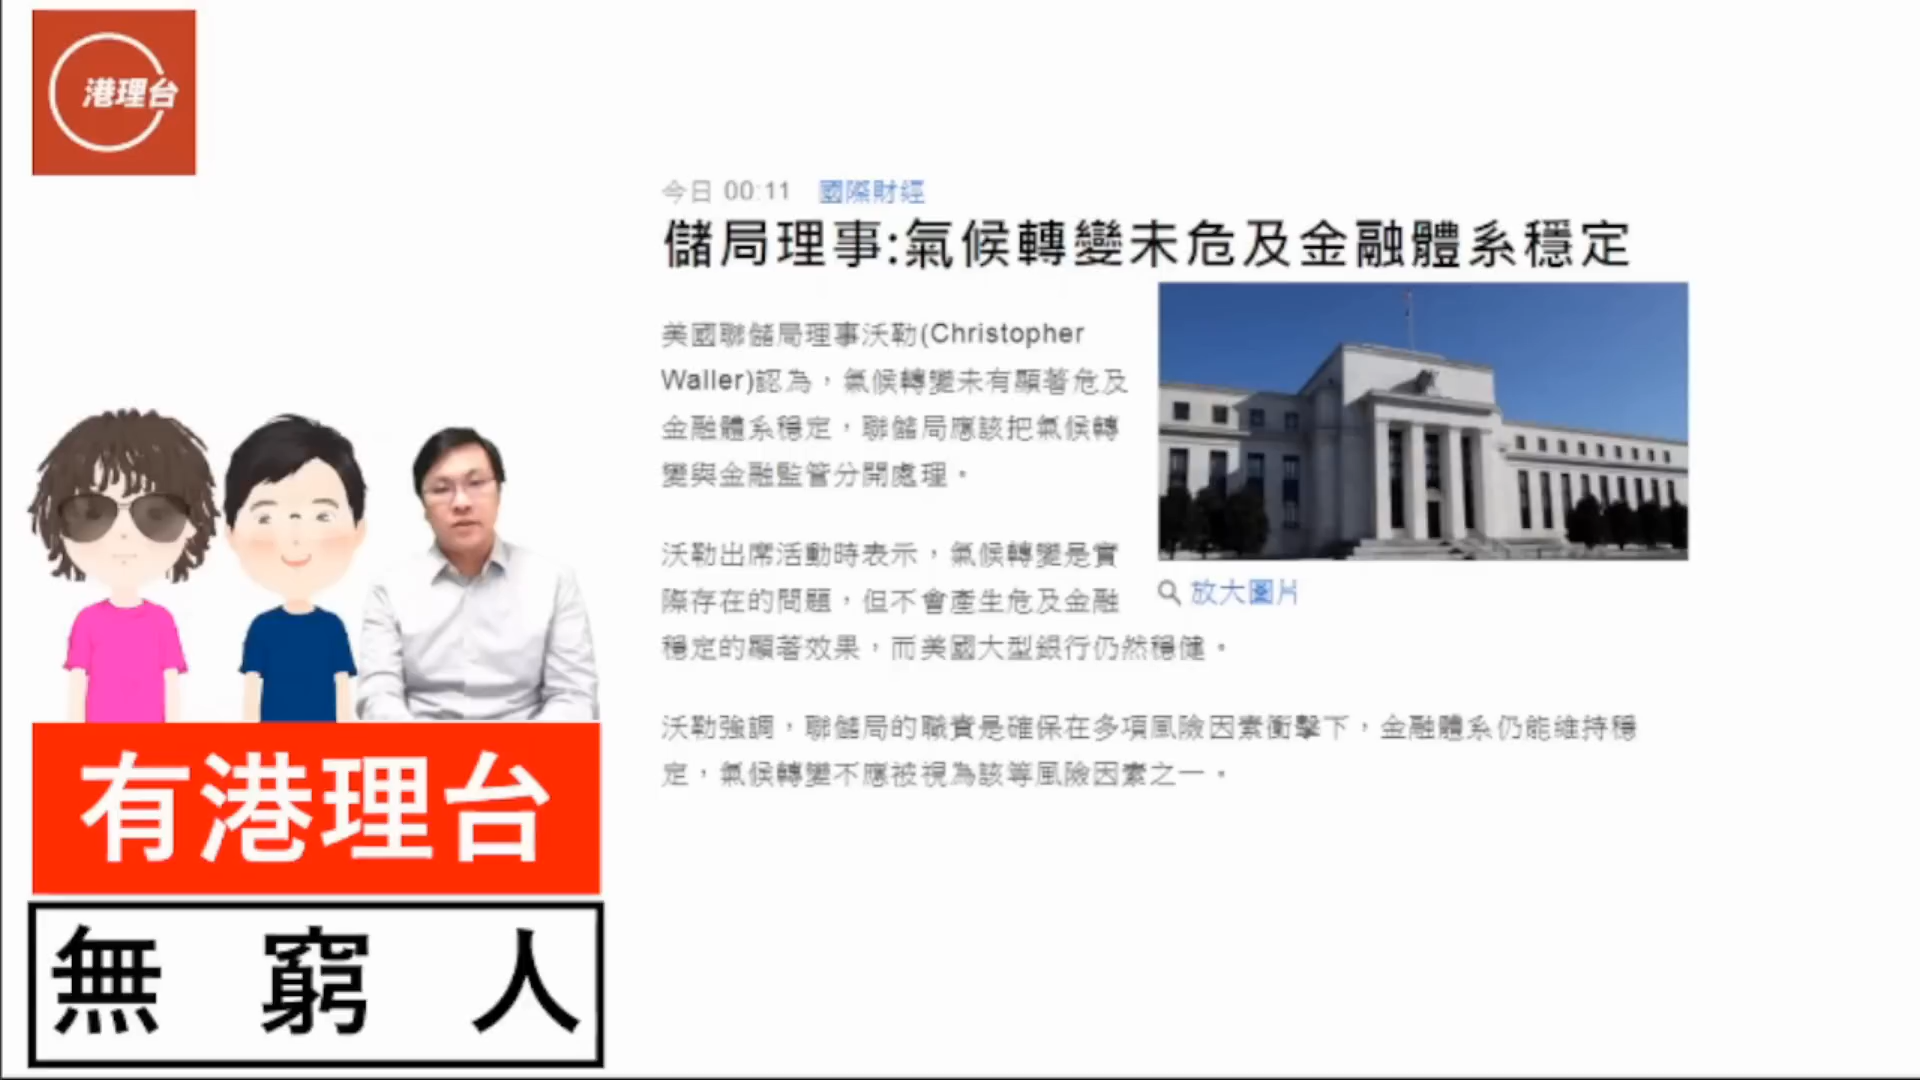 港理台
今日 00:11 國際財經
儲局理事:氣候轉變未危及金融體系穩定
美國聯儲局理事沃勒(Christopher
Waller)認為，氣候轉變未有顯著危及
金融體系穩定，聯儲局應該把氣候轉
變與金融監管分開處理。
沃勒出席活動時表示，氣候轉變是實
際存在的問題，但不會產生危及金融
穩定的顯著效果，而美國大型銀行仍然穩健。
放大圖片
沃勒強調，聯儲局的職責是確保在多項風險因素衝擊下，金融體系仍能維持穩
定，氣候轉變不應被視為該等風險因素之一。
有港理台
無窮人